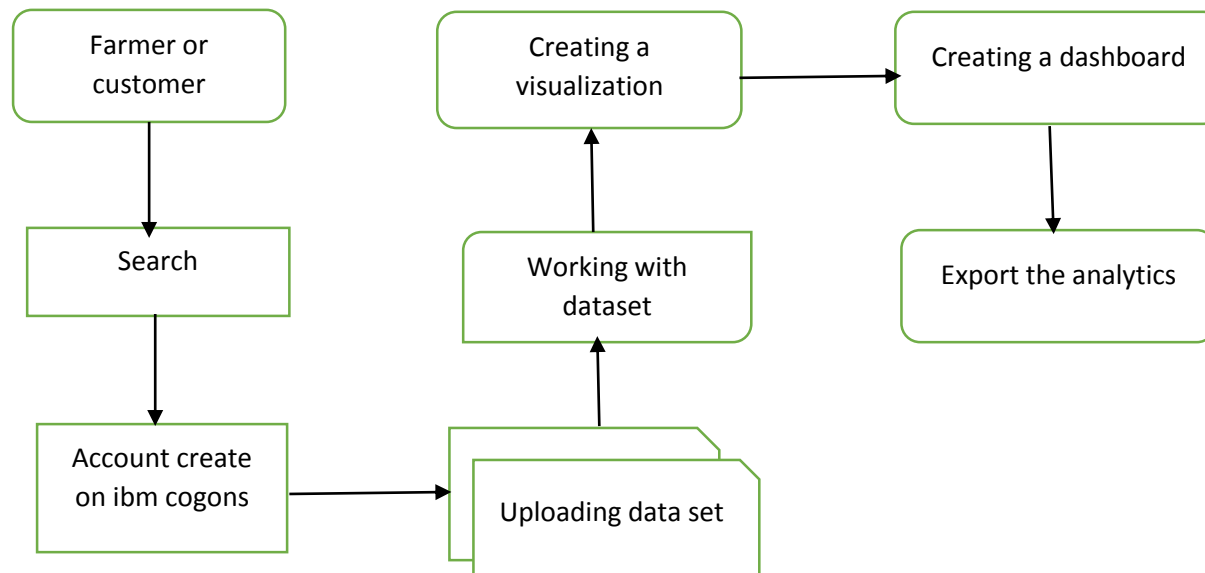 Farmer or
customer
Search
Account create
on ibm cogons
Uploading data set
Working with
dataset
Creating a
visualization
Creating a dashboard
Export the analytics